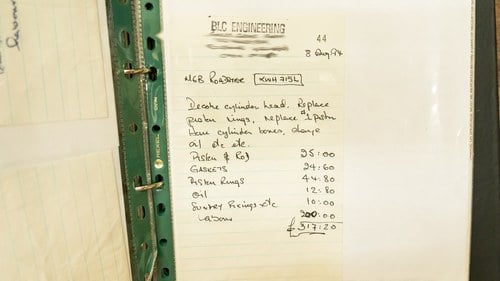 BLC ENGINEERING
44
8 Aug 94
MGB Roadster KWH 715L
Decoke cylinder head. Replace
piston rings, replace 1 piston
Hone cylinder bores, change
oil etc etc.
Piston & Rod 25:00
GASKETS 24:60
Piston Rings 44:80
Oil 12:80
Sundry Fixings etc 10:00
Labour 200:00
£317:20